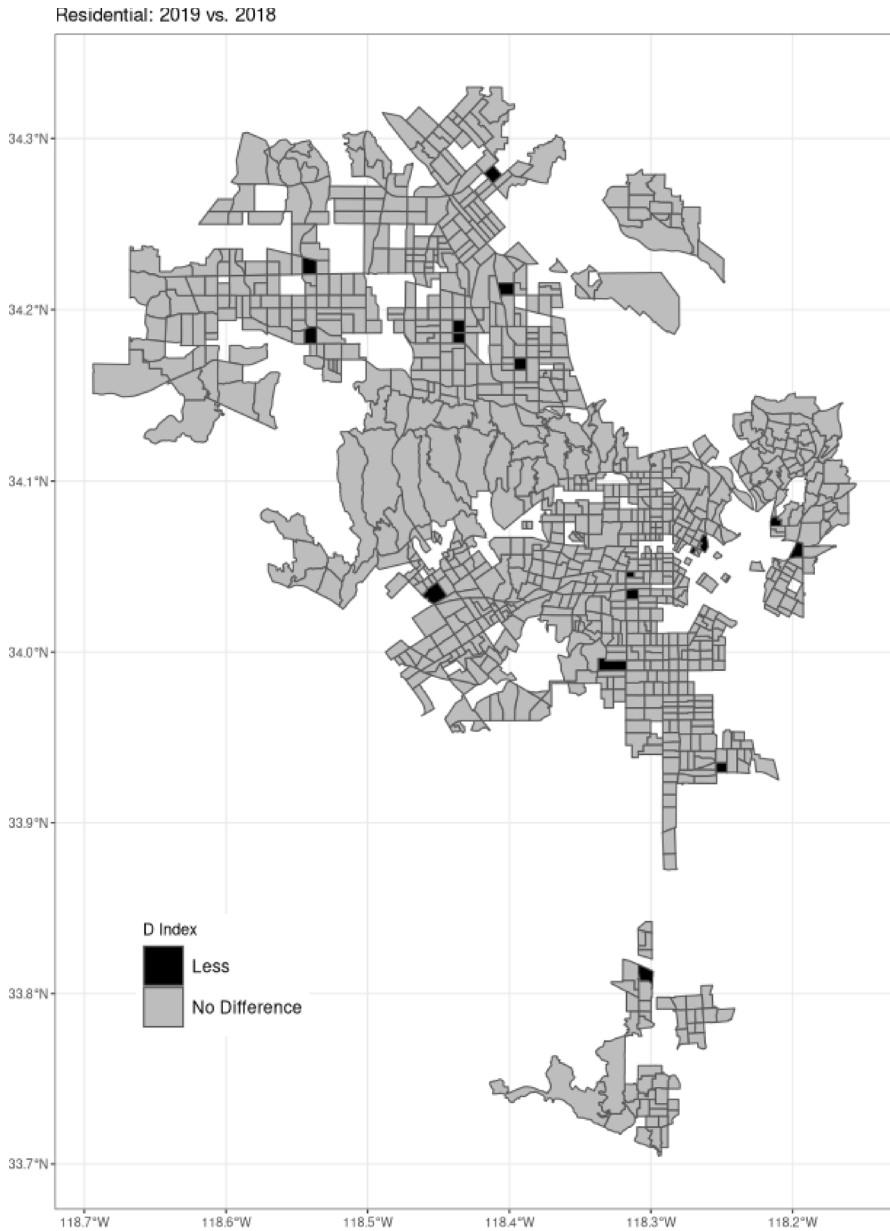 Residential: 2019 vs. 2018
34.3°N
34.2°N
34.1°N
34.0°N
33.9°N
33.8°N
33.7°N
D Index
Less
No Difference
118.7°W 118.6°W 118.5°W 118.4°W 118.3°W 118.2°W